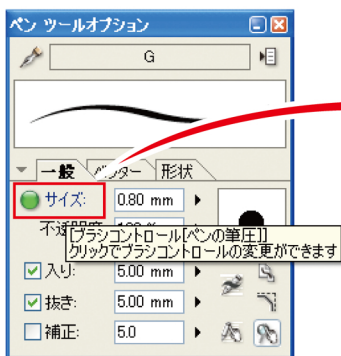 ペン ツールオプション
G
一般 ベクター 形状
サイズ: 0.80 mm
[ブラシコントロール[ペンの筆圧]]
クリックでブラシコントロールの変更ができます
入り: 5.00 mm
抜き: 5.00 mm
補正: 5.0